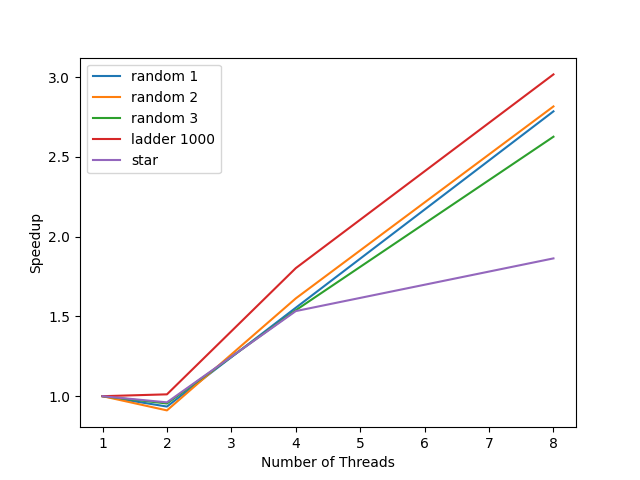 random 1
random 2
random 3
ladder 1000
star
3.0
2.5
2.0
1.5
1.0
Speedup
1 2 3 4 5 6 7 8
Number of Threads